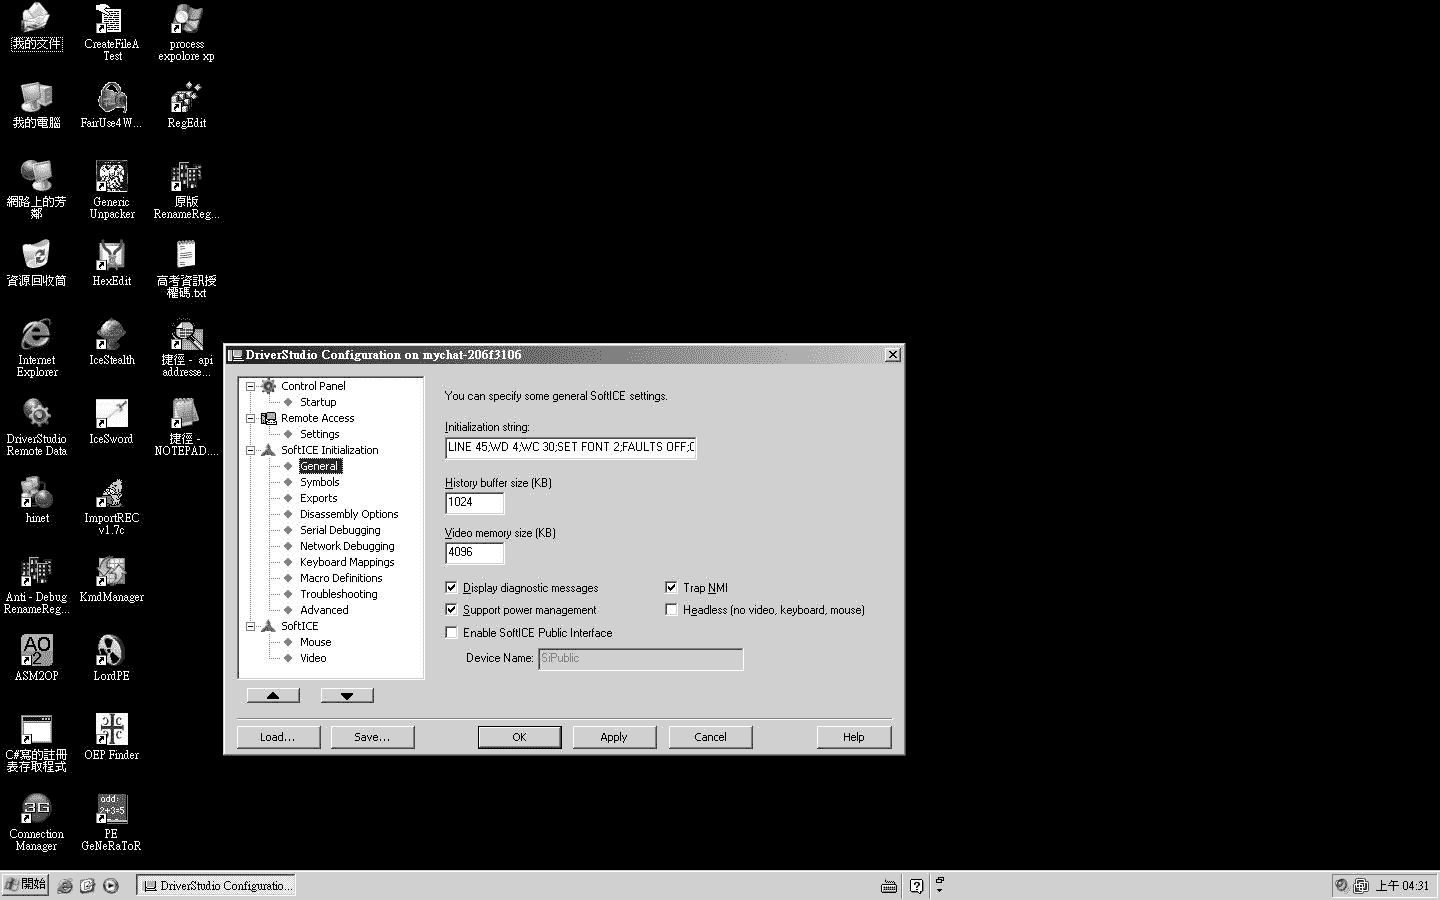 我的文件
CreateFileA
Test
process
expolore xp
我的電腦
FairUse4W...
RegEdit
網路上的芳
鄰
Generic
Unpacker
原版
RenameReg...
資源回收筒
HexEdit
高考資訊授
權碼.txt
Internet
Explorer
IceStealth
捷徑 - api
addresse...
DriverStudio
Remote Data
IceSword
捷徑 -
NOTEPAD....
hinet
ImportREC
v1.7c
Anti - Debug
RenameReg...
KmdManager
AO
2
ASM2OP
LordPE
C#寫的註冊
表存取程式
OEP Finder
3G
Connection
Manager
add:
2+3=5
PE
GeNeRaToR
DriverStudio Configuration on mychat-206f3106
Control Panel
Startup
Remote Access
Settings
SoftICE Initialization
General
Symbols
Exports
Disassembly Options
Serial Debugging
Network Debugging
Keyboard Mappings
Macro Definitions
Troubleshooting
Advanced
SoftICE
Mouse
Video
You can specify some general SoftICE settings.
Initialization string:
LINE 45;WD 4;WC 30;SET FONT 2;FAULTS OFF;C
History buffer size (KB)
1024
Video memory size (KB)
4096
Display diagnostic messages
Trap NMI
Support power management
Headless (no video, keyboard, mouse)
Enable SoftICE Public Interface
Device Name: SiPublic
Load...
Save...
OK
Apply
Cancel
Help
開始
DriverStudio Configuratio...
上午 04:31